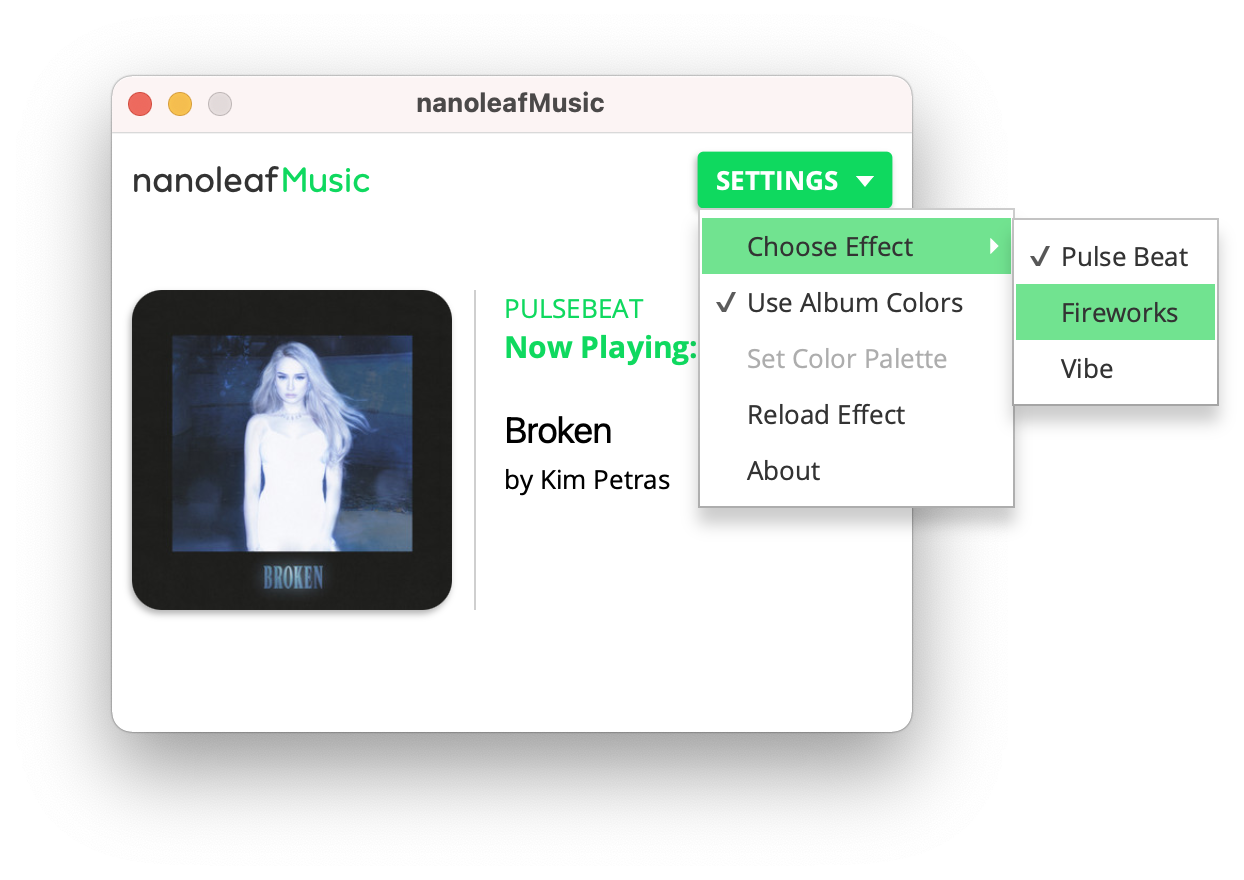 nanoleafMusic
nanoleafMusic
SETTINGS
Choose Effect
Use Album Colors
Set Color Palette
Reload Effect
About
Pulse Beat
Fireworks
Vibe
PULSEBEAT
Now Playing:
Broken
by Kim Petras
BROKEN